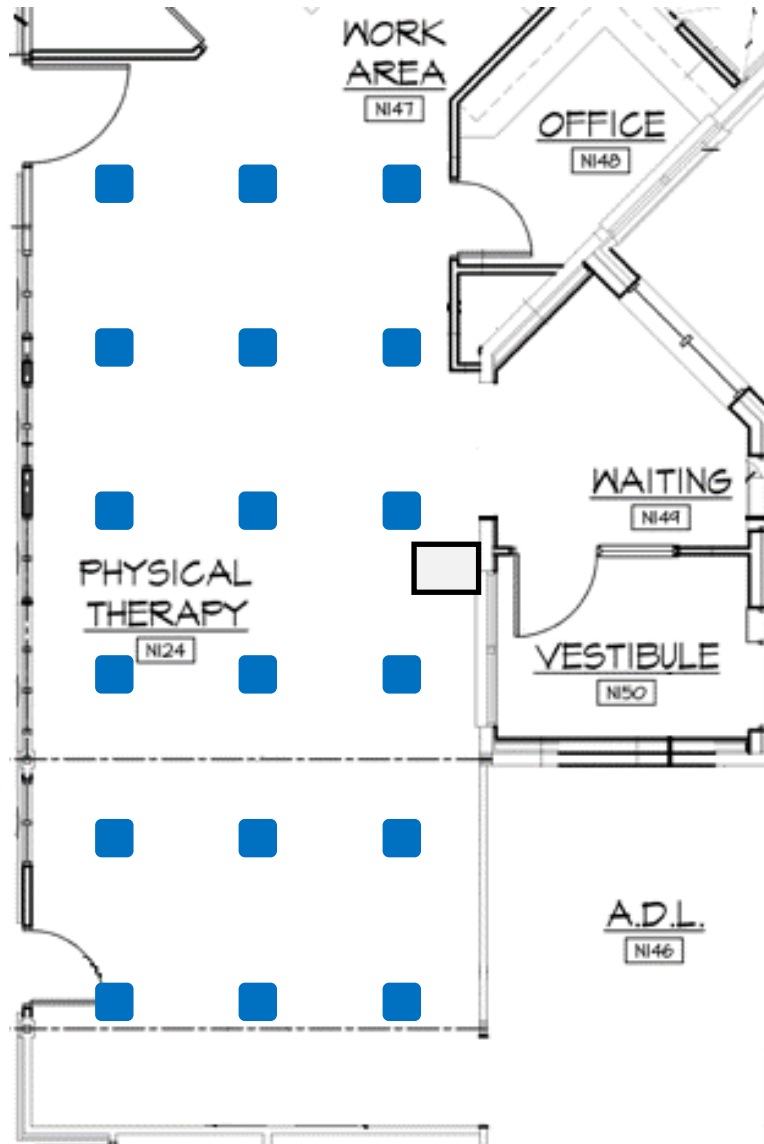 WORK
AREA
N147
OFFICE
N148
WAITING
N149
PHYSICAL
THERAPY
N124
VESTIBULE
N150
A.D.L.
N146